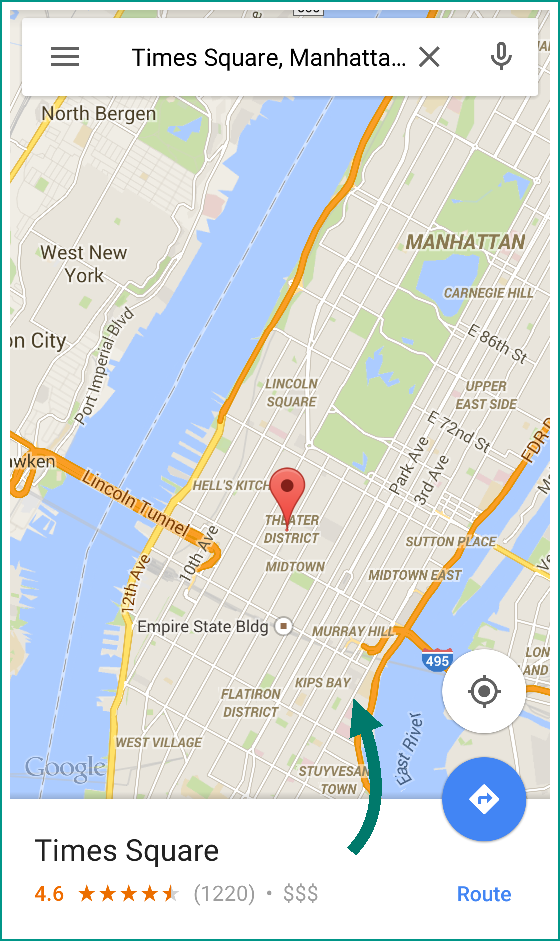 Times Square, Manhatta...
North Bergen
MANHATTAN
West New
York
CARNEGIE HILL
on City
Port Imperial Blvd
E 86th St
LINCOLN
SQUARE
UPPER
EAST SIDE
E 72nd St
FDR D
awken
Park Ave
3rd Ave
HELL'S KITCH
Lincoln Tunnel
THEATER
DISTRICT
SUTTON PLACE
10th Ave
MIDTOWN
MIDTOWN EAST
12th Ave
Empire State Bldg
MURRAY HILL
495
LON
LAND
KIPS BAY
FLATIRON
DISTRICT
East River
WEST VILLAGE
Google
STUYVESAN
TOWN
Times Square
4.6 ★★★★★ (1220) • $$$
Route